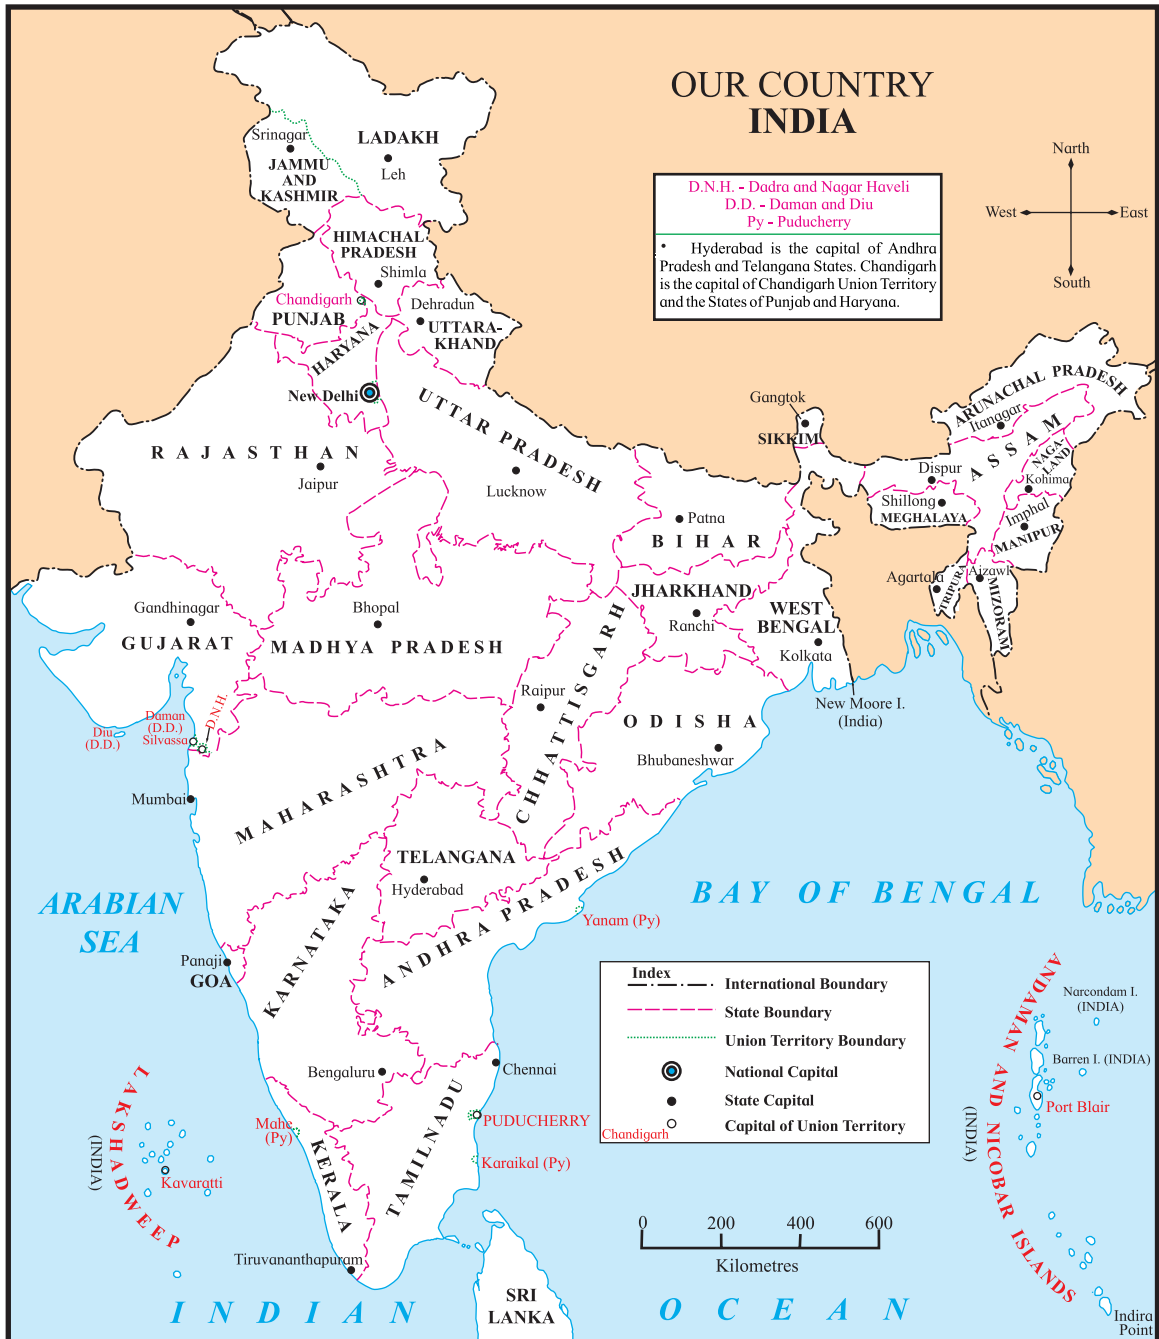 OUR COUNTRY
INDIA
D.N.H. - Dadra and Nagar Haveli
D.D. - Daman and Diu
Py - Puducherry
• Hyderabad is the capital of Andhra
Pradesh and Telangana States. Chandigarh
is the capital of Chandigarh Union Territory
and the States of Punjab and Haryana.
North
West
East
South
Srinagar
LADAKH
Leh
JAMMU
AND
KASHMIR
HIMACHAL
PRADESH
Shimla
Chandigarh
PUNJAB
Dehradun
UTTARA-
KHAND
HARYANA
New Delhi
UTTAR PRADESH
Lucknow
RAJASTHAN
Jaipur
Gangtok
SIKKIM
ARUNACHAL PRADESH
Itanagar
ASSAM
Dispur
NAGA-
LAND
Kohima
Shillong
MEGHALAYA
Imphal
MANIPUR
Agartala
TRIPURA
Aizawl
MIZORAM
Patna
BIHAR
JHARKHAND
Ranchi
WEST
BENGAL
Kolkata
New Moore I.
(India)
Gandhinagar
GUJARAT
Bhopal
MADHYA PRADESH
CHHATTISGARH
Raipur
ODISHA
Bhubaneshwar
Diu
(D.D.)
Daman
(D.D.)
Silvassa
D.N.H.
Mumbai
MAHARASHTRA
TELANGANA
Hyderabad
ANDHRA PRADESH
Yanam (Py)
ARABIAN
SEA
BAY OF BENGAL
Panaji
GOA
KARNATAKA
Bengaluru
Chennai
TAMILNADU
PUDUCHERRY
Karaikal (Py)
Mahe
(Py)
KERALA
Tiruvananthapuram
LAKSHADWEEP
(INDIA)
Kavaratti
Index
International Boundary
State Boundary
Union Territory Boundary
National Capital
State Capital
Chandigarh
Capital of Union Territory
ANDAMAN AND NICOBAR ISLANDS
(INDIA)
Narcondam I.
(INDIA)
Barren I. (INDIA)
Port Blair
Indira
Point
0 200 400 600
Kilometres
SRI
LANKA
INDIAN OCEAN